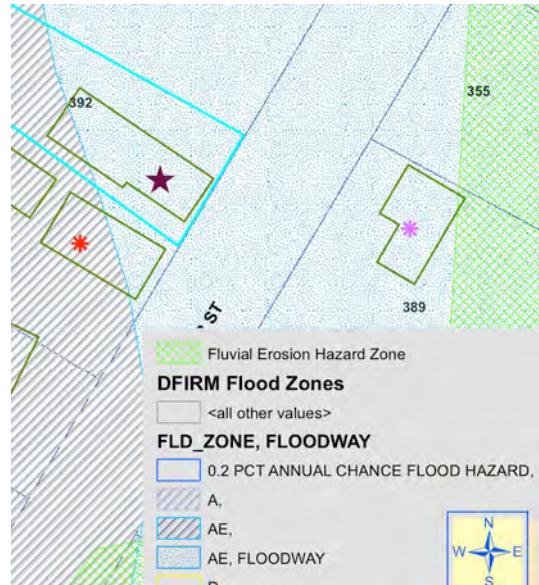 392
355
389
ST
Fluvial Erosion Hazard Zone
DFIRM Flood Zones
<all other values>
FLD_ZONE, FLOODWAY
0.2 PCT ANNUAL CHANCE FLOOD HAZARD,
A,
AE,
AE, FLOODWAY
N
W E
S